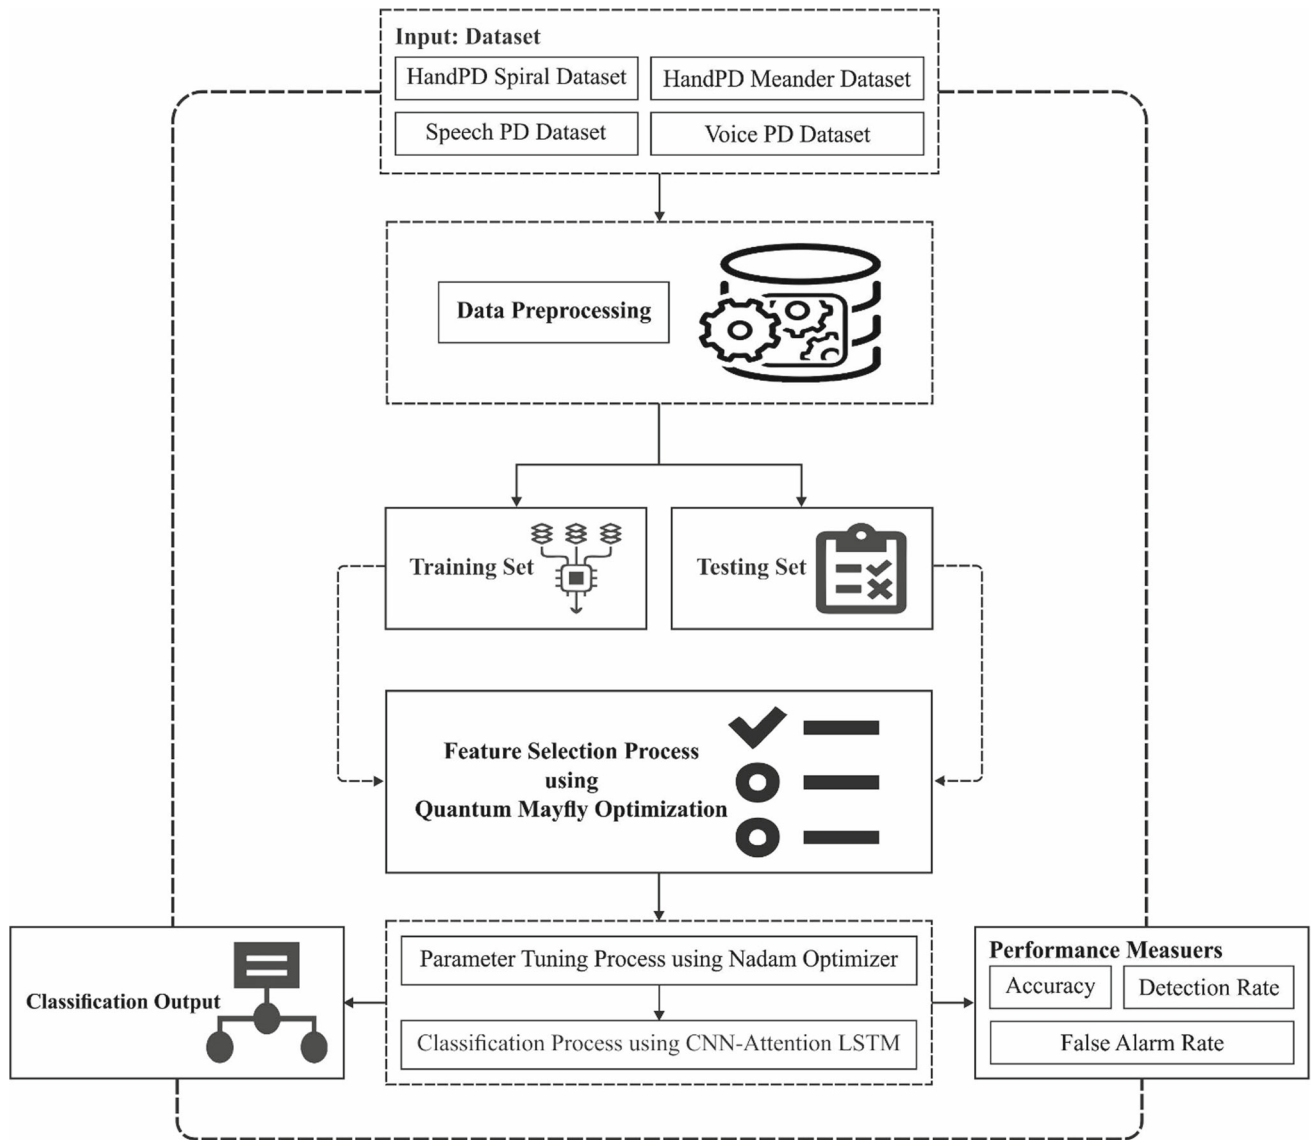 Input: Dataset
HandPD Spiral Dataset
HandPD Meander Dataset
Speech PD Dataset
Voice PD Dataset
Data Preprocessing
Training Set
Testing Set
Feature Selection Process
using
Quantum Mayfly Optimization
Parameter Tuning Process using Nadam Optimizer
Classification Process using CNN-Attention LSTM
Classification Output
Performance Measuers
Accuracy
Detection Rate
False Alarm Rate